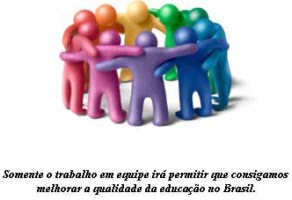 Somente o trabalho em equipe irá permitir que consigamos
melhorar a qualidade da educação no Brasil.